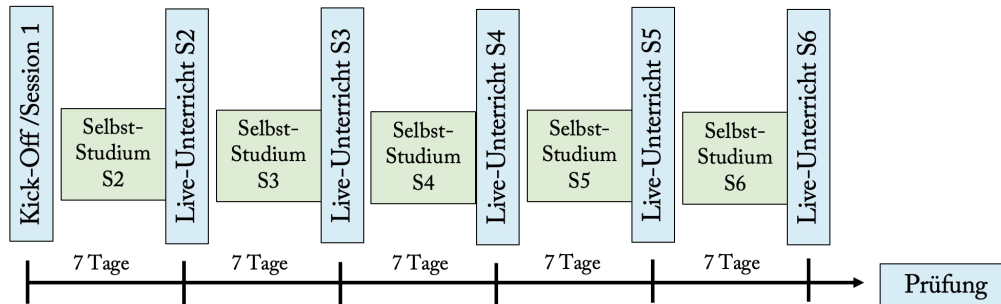 Kick-Off /Session 1
Selbst-
Studium
S2
Live-Unterricht S2
Selbst-
Studium
S3
Live-Unterricht S3
Selbst-
Studium
S4
Live-Unterricht S4
Selbst-
Studium
S5
Live-Unterricht S5
Selbst-
Studium
S6
Live-Unterricht S6
7 Tage
7 Tage
7 Tage
7 Tage
7 Tage
Prüfung